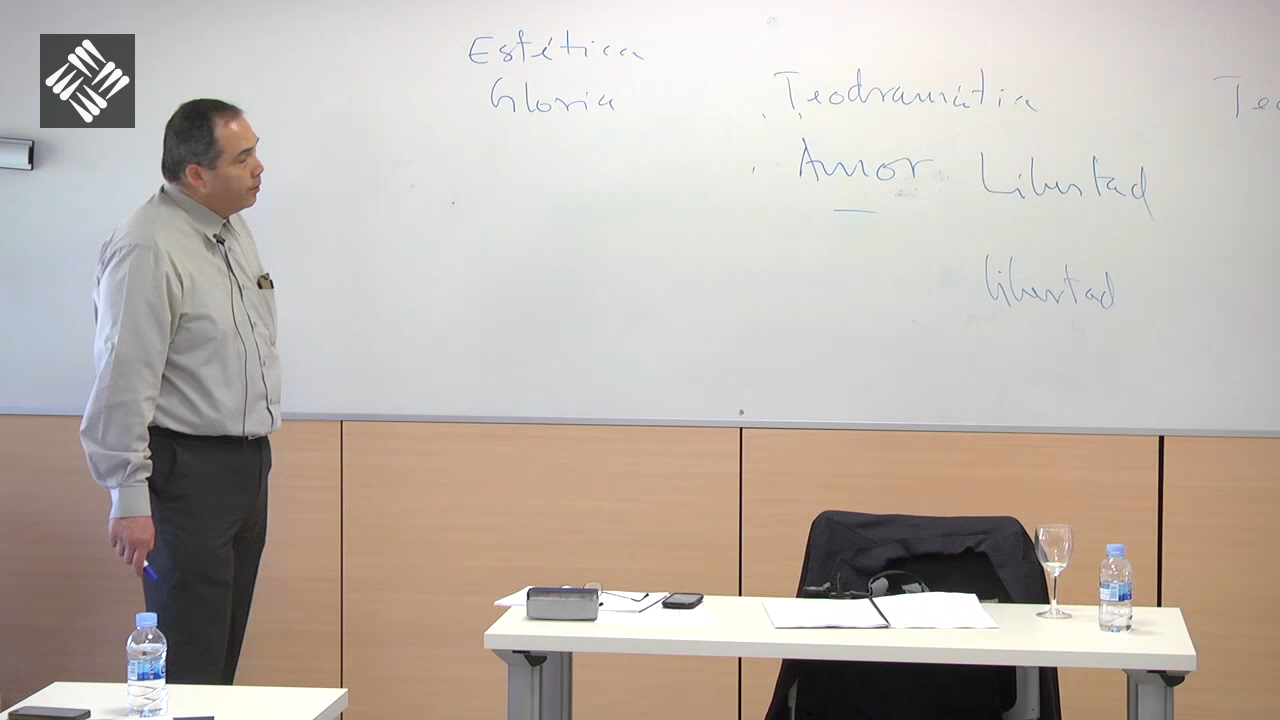 Estética
Gloria
Teodramática
Amor Libertad
libertad